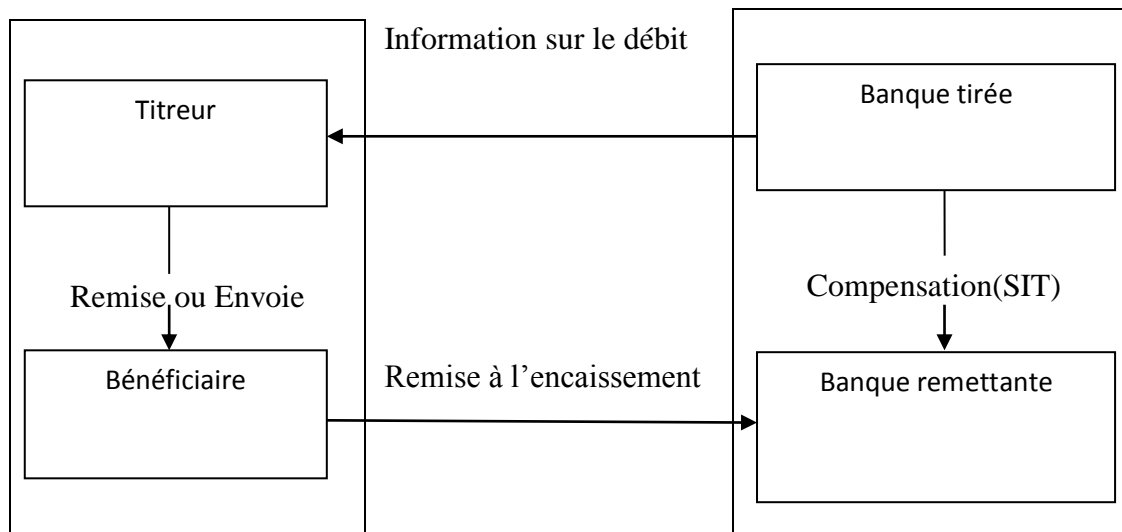 Information sur le débit
Titreur
Banque tirée
Remise ou Envoie
Compensation(SIT)
Bénéficiaire
Remise à l’encaissement
Banque remettante